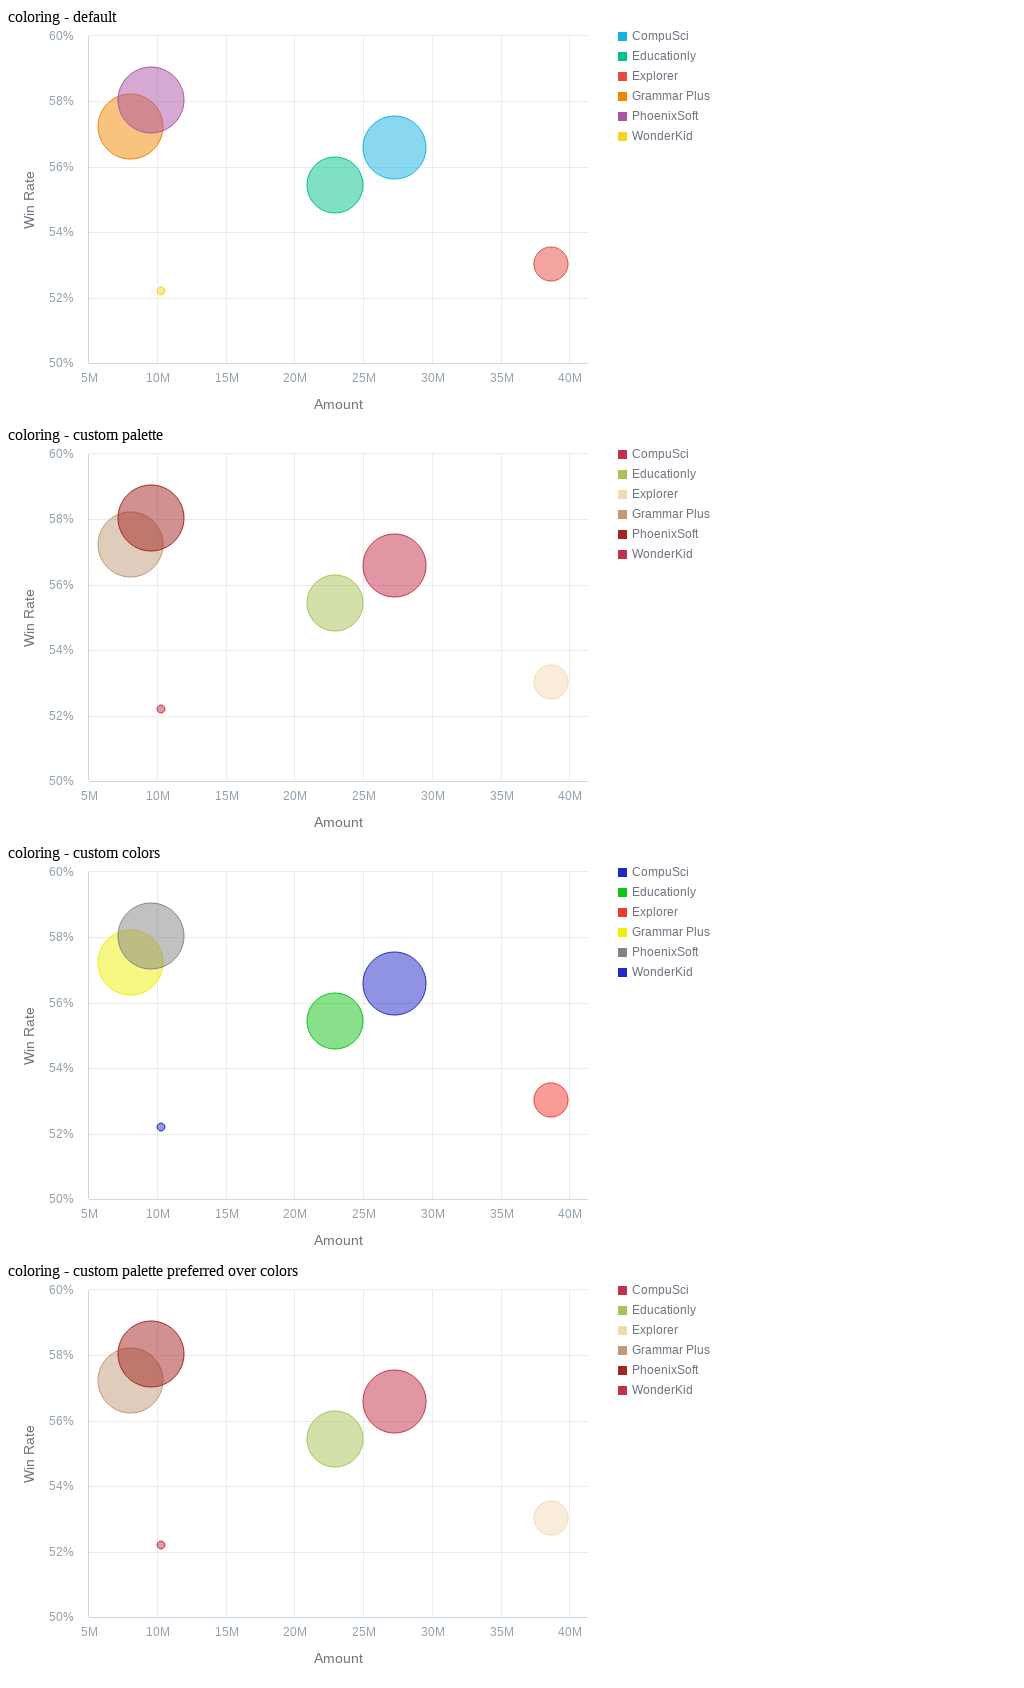 coloring - default
60%
58%
56%
54%
52%
50%
Win Rate
5M 10M 15M 20M 25M 30M 35M 40M
Amount
CompuSci
Educationly
Explorer
Grammar Plus
PhoenixSoft
WonderKid
coloring - custom palette
60%
58%
56%
54%
52%
50%
Win Rate
5M 10M 15M 20M 25M 30M 35M 40M
Amount
CompuSci
Educationly
Explorer
Grammar Plus
PhoenixSoft
WonderKid
coloring - custom colors
60%
58%
56%
54%
52%
50%
Win Rate
5M 10M 15M 20M 25M 30M 35M 40M
Amount
CompuSci
Educationly
Explorer
Grammar Plus
PhoenixSoft
WonderKid
coloring - custom palette preferred over colors
60%
58%
56%
54%
52%
50%
Win Rate
5M 10M 15M 20M 25M 30M 35M 40M
Amount
CompuSci
Educationly
Explorer
Grammar Plus
PhoenixSoft
WonderKid